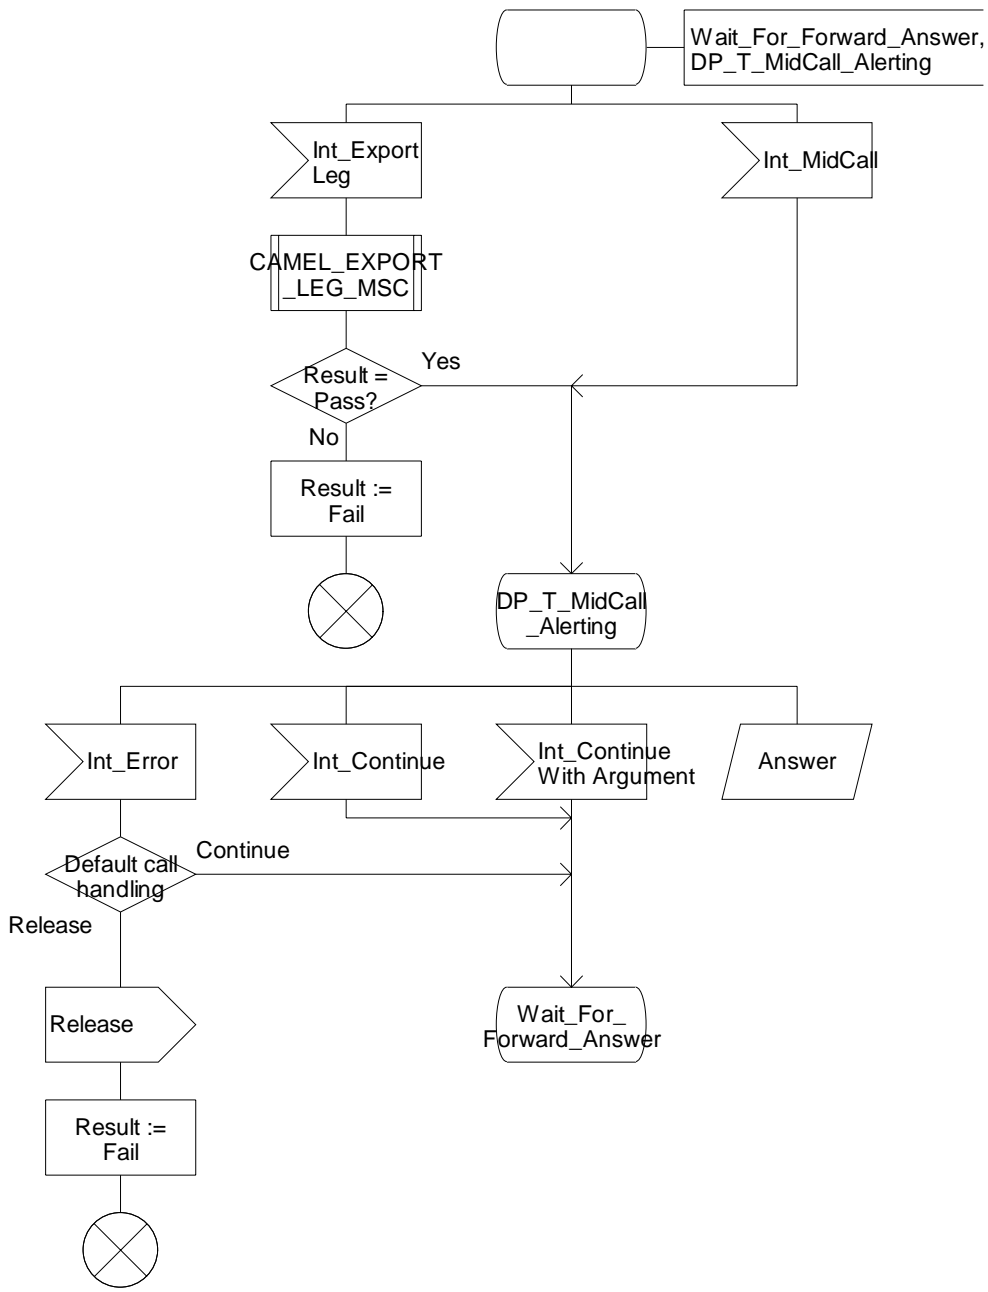 Wait_For_Forward_Answer,
DP_T_MidCall_Alerting
Int_Export
Leg
Int_MidCall
CAMEL_EXPORT
_LEG_MSC
Yes
Result =
Pass?
No
Result :=
Fail
DP_T_MidCall
_Alerting
Int_Error
Int_Continue
Int_Continue
With Argument
Answer
Continue
Default call
handling
Release
Release
Wait_For_
Forward_Answer
Result :=
Fail